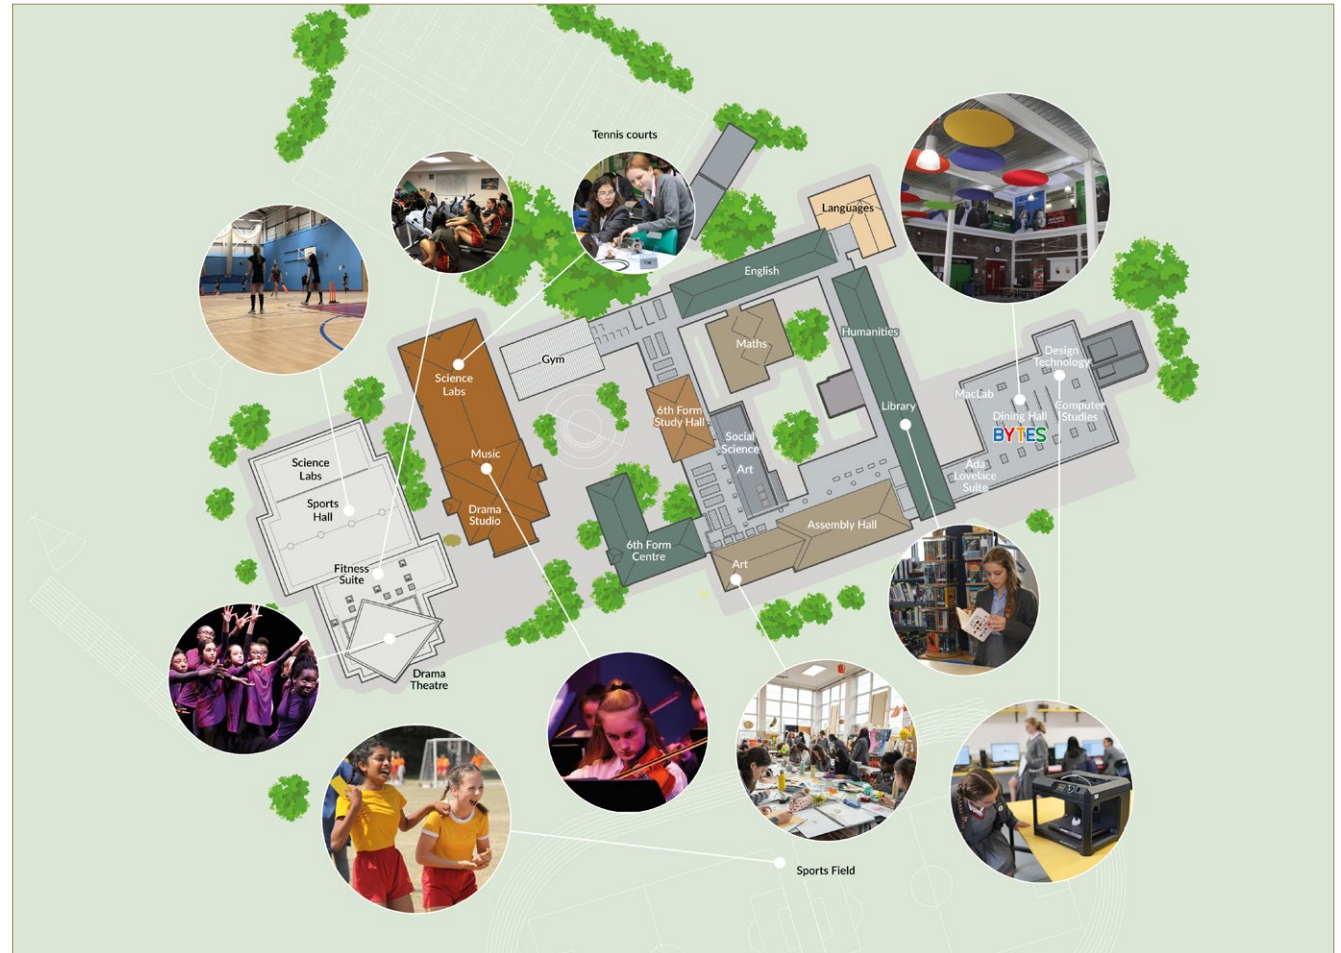 Tennis courts
Languages
English
Humanities
Maths
Gym
Science
Labs
6th Form
Study Hall
Library
Design
Technology
MacLab
Dining Hall
Computer
Studies
BYTES
Ada
Lovelace
Suite
Social
Science
Art
Music
Drama
Studio
Science
Labs
Sports
Hall
Fitness
Suite
6th Form
Centre
Assembly Hall
Art
Drama
Theatre
Sports Field